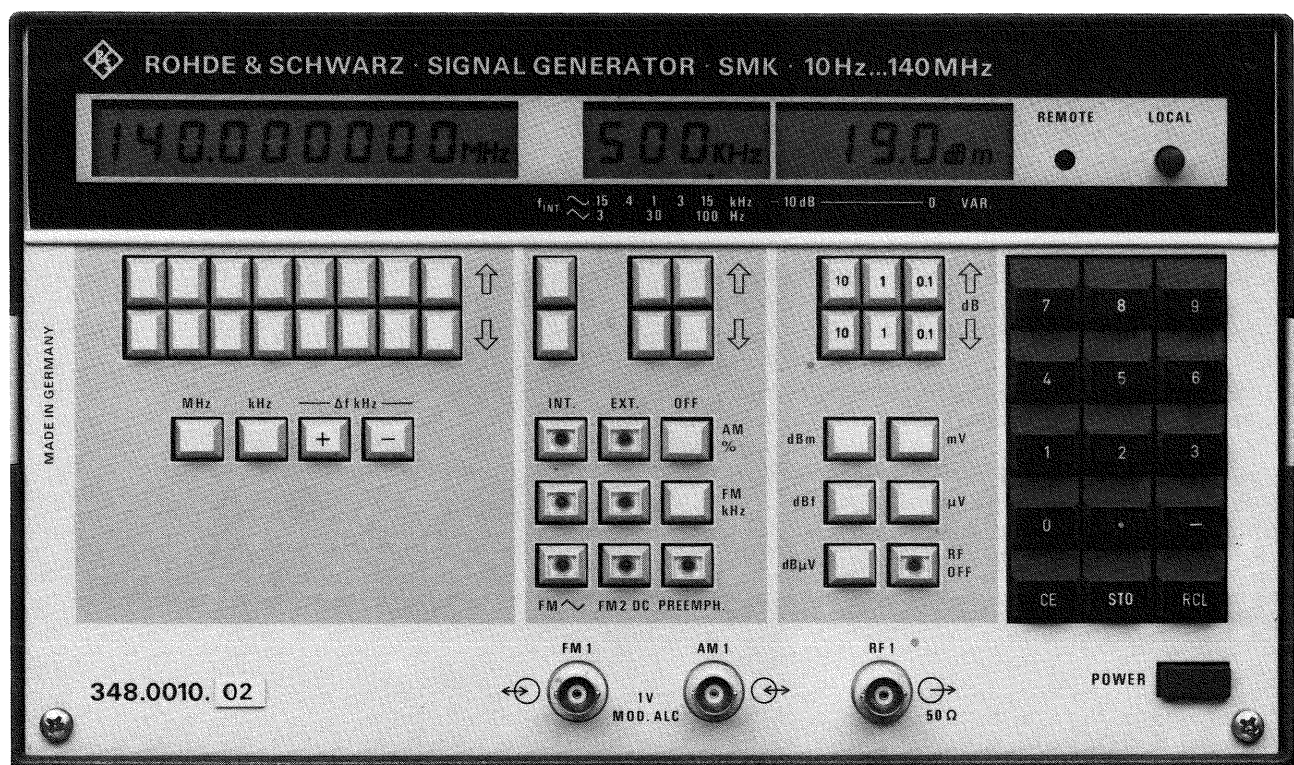 ROHDE & SCHWARZ · SIGNAL GENERATOR · SMK · 10Hz...140MHz
140.000000MHz 500KHz 19.0dBm
REMOTE LOCAL
fINT. 15 4 1 3 15 kHz -10dB 0 VAR.
3 30 100 Hz
10 1 0.1
dB
10 1 0.1
7 8 9
4 5 6
1 2 3
0 . —
CE STO RCL
MADE IN GERMANY
MHz kHz Δf kHz
+ −
INT. EXT. OFF
AM
%
FM
kHz
FM FM2 DC PREEMPH.
dBm mV
dBf µV
dBµV RF
OFF
FM 1 AM 1 RF 1
1V
MOD. ALC
50 Ω
POWER
348.0010. 02